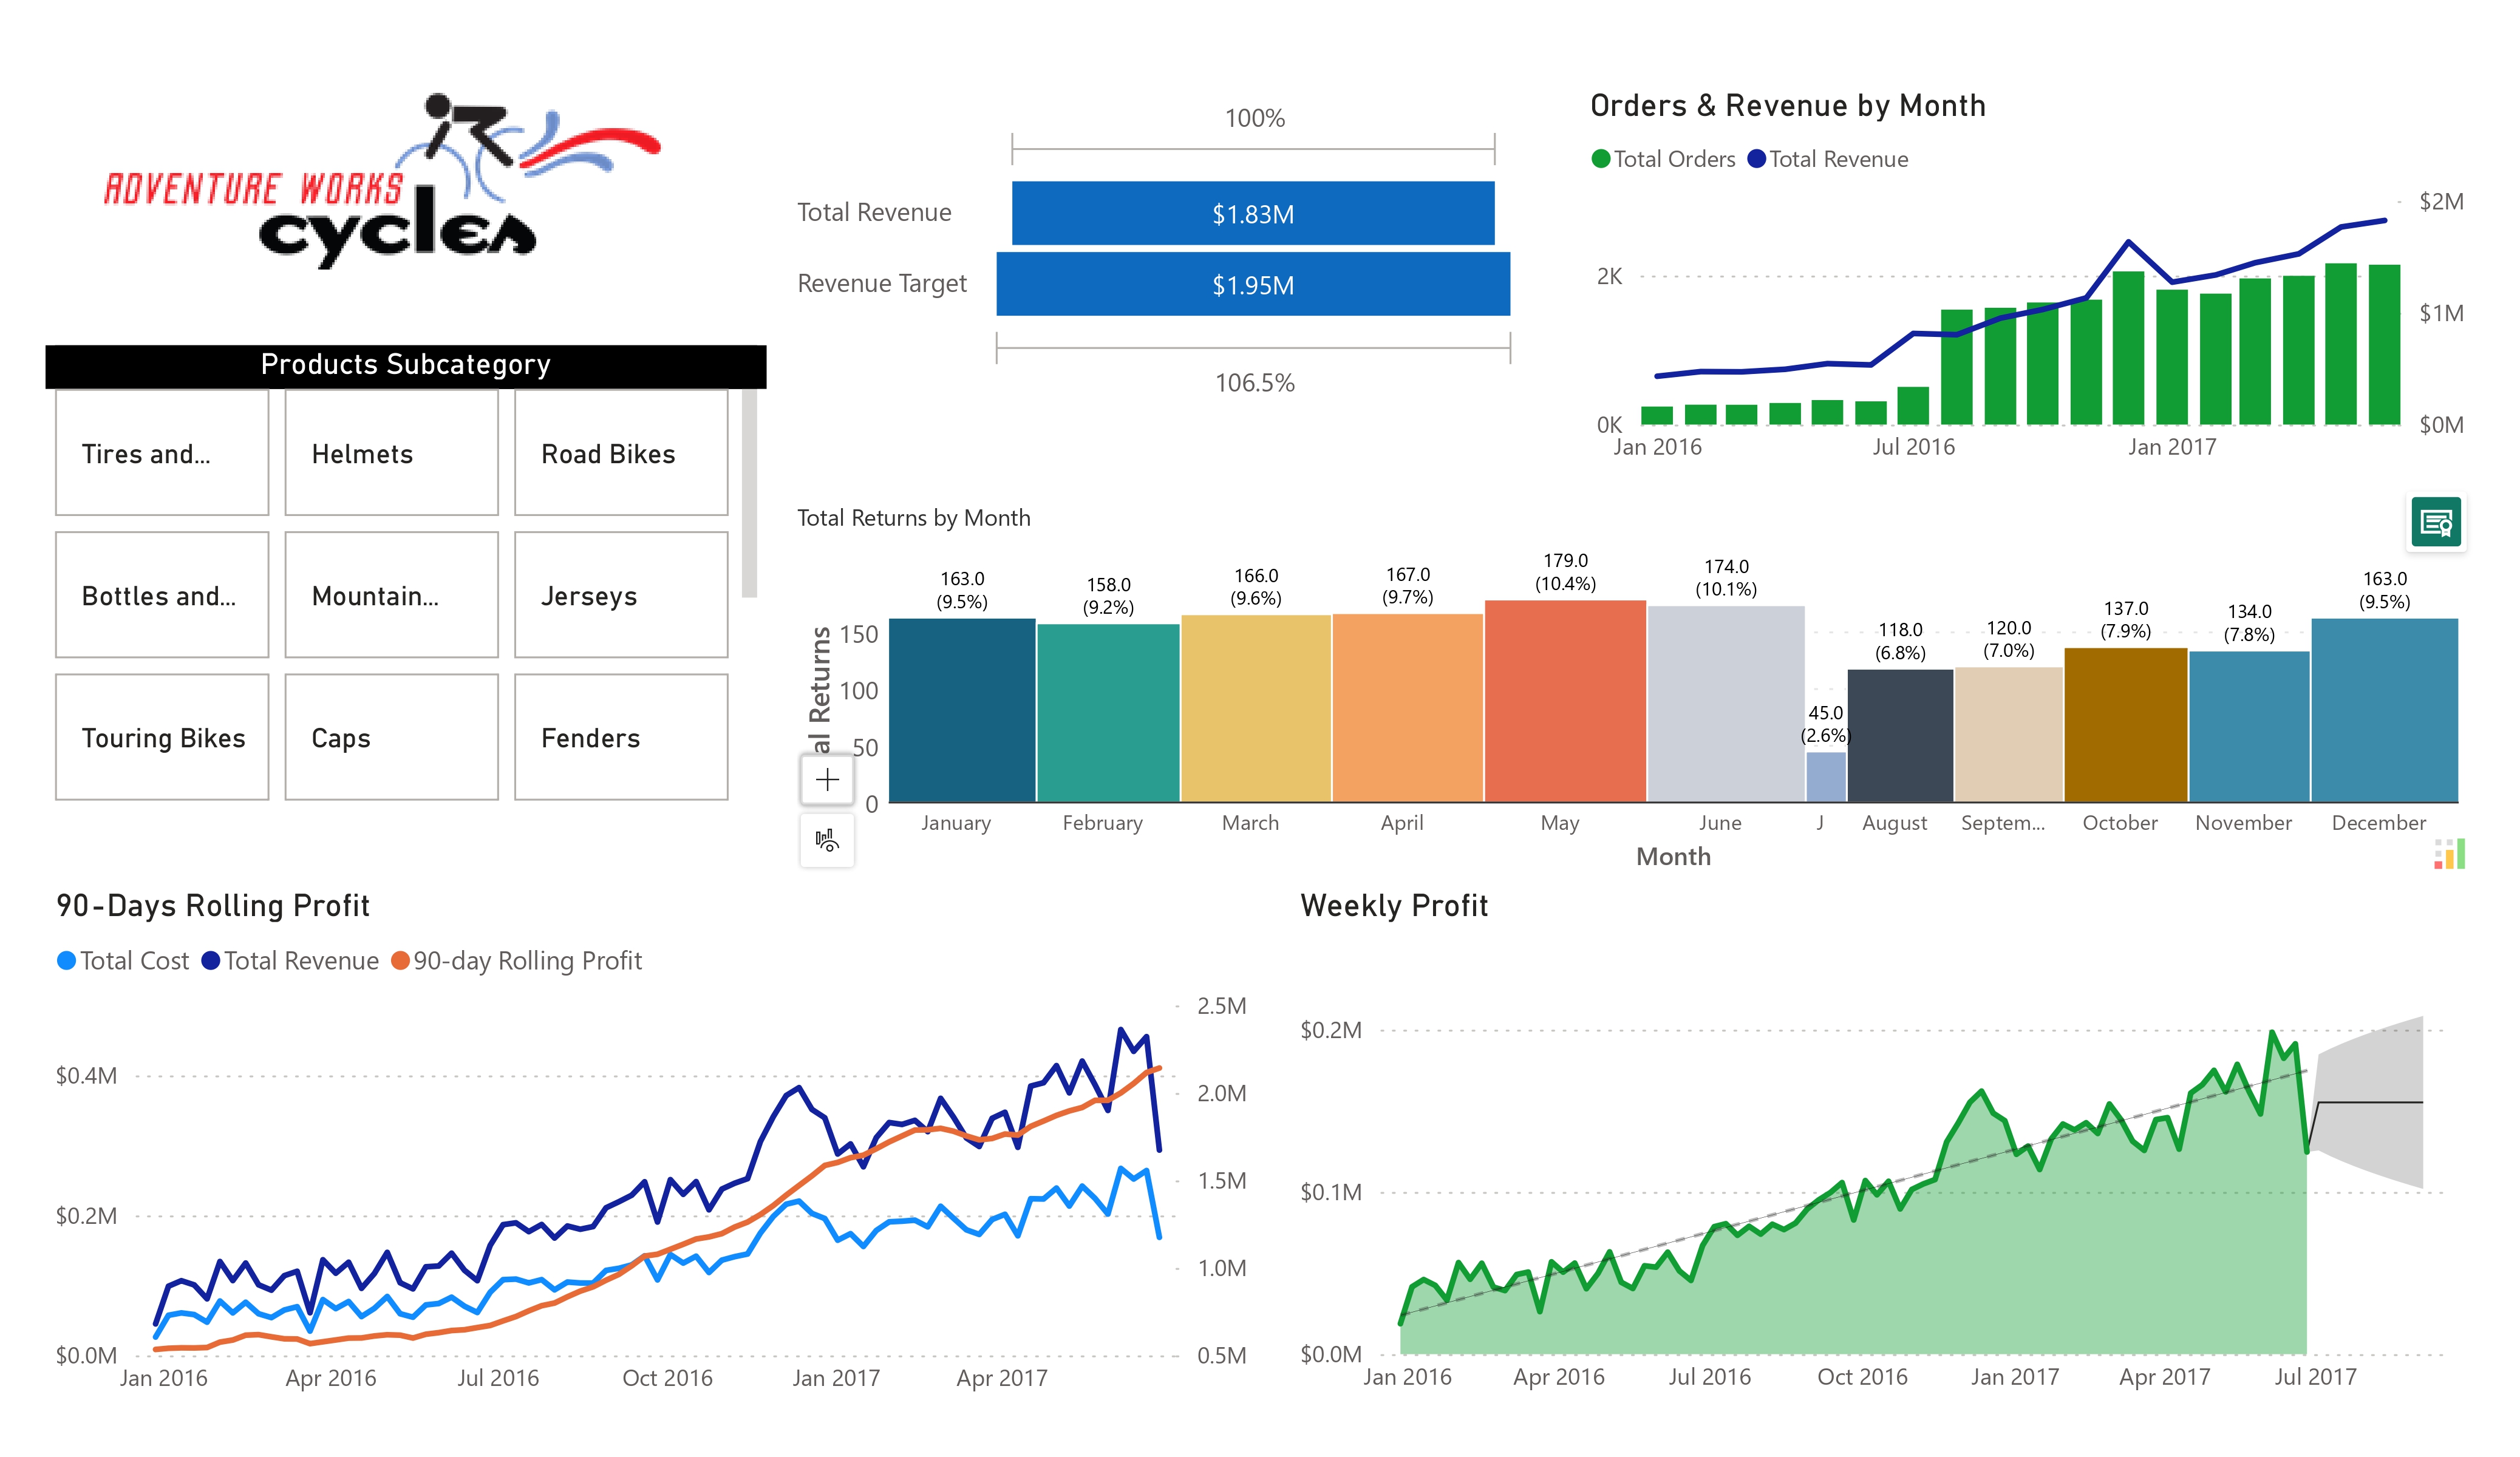 ADVENTURE WORKS
cycles
Products Subcategory
Tires and...
Helmets
Road Bikes
Bottles and...
Mountain...
Jerseys
Touring Bikes
Caps
Fenders
100%
Total Revenue
$1.83M
Revenue Target
$1.95M
106.5%
Orders & Revenue by Month
Total Orders
Total Revenue
2K
0K
$2M
$1M
$0M
Jan 2016
Jul 2016
Jan 2017
Total Returns by Month
al Returns
150
100
50
0
163.0
(9.5%)
158.0
(9.2%)
166.0
(9.6%)
167.0
(9.7%)
179.0
(10.4%)
174.0
(10.1%)
45.0
(2.6%)
118.0
(6.8%)
120.0
(7.0%)
137.0
(7.9%)
134.0
(7.8%)
163.0
(9.5%)
January
February
March
April
May
June
J
August
Septem...
October
November
December
Month
90-Days Rolling Profit
Total Cost
Total Revenue
90-day Rolling Profit
$0.4M
$0.2M
$0.0M
2.5M
2.0M
1.5M
1.0M
0.5M
Jan 2016
Apr 2016
Jul 2016
Oct 2016
Jan 2017
Apr 2017
Weekly Profit
$0.2M
$0.1M
$0.0M
Jan 2016
Apr 2016
Jul 2016
Oct 2016
Jan 2017
Apr 2017
Jul 2017